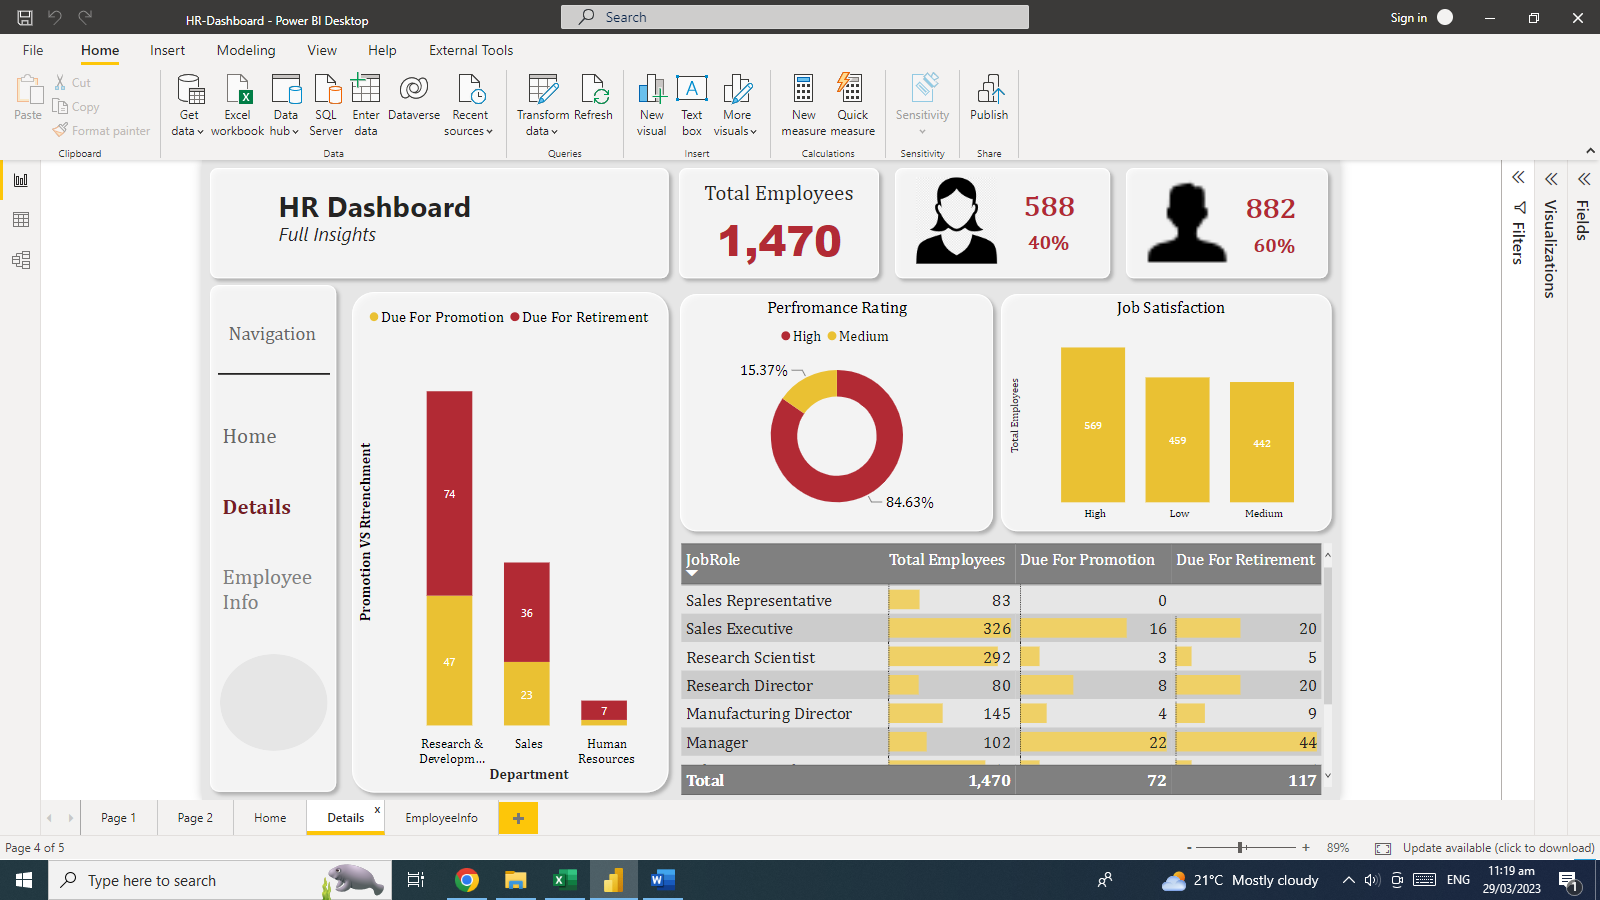 HR-Dashboard - Power BI Desktop
Search
Sign in
File Home Insert Modeling View Help External Tools
Paste
Cut
Copy
Format painter
Clipboard
Get data
Excel workbook
Data hub
SQL Server
Enter data
Dataverse
Recent sources
Data
Transform data
Refresh
Queries
New visual
Text box
More visuals
Insert
New measure
Quick measure
Calculations
Sensitivity
Sensitivity
Publish
Share
HR Dashboard
Full Insights
Total Employees
1,470
588
40%
882
60%
Filters
Visualizations
Fields
Navigation
Home
Details
Employee
Info
Due For Promotion Due For Retirement
Promotion VS Rtrenchment
74
47
36
23
7
Research &
Developm...
Sales
Human
Resources
Department
Perfromance Rating
High Medium
15.37%
84.63%
Job Satisfaction
Total Employees
569
459
442
High Low Medium
JobRole Total Employees Due For Promotion Due For Retirement
Sales Representative 83 0
Sales Executive 326 16 20
Research Scientist 292 3 5
Research Director 80 8 20
Manufacturing Director 145 4 9
Manager 102 22 44
Total 1,470 72 117
Page 1 Page 2 Home Details x EmployeeInfo +
Page 4 of 5
- + 89% Update available (click to download)
Type here to search
21°C Mostly cloudy
ENG
11:19 am
29/03/2023
1